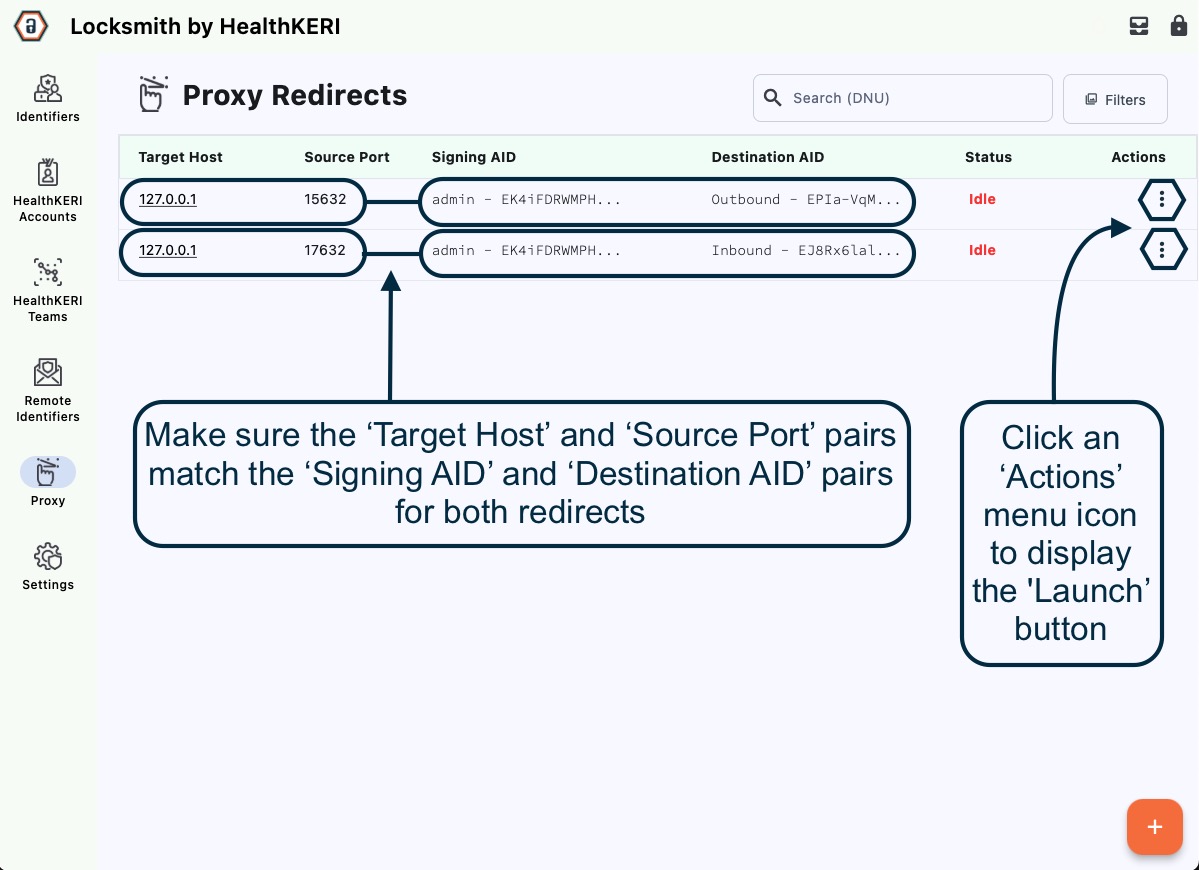 Locksmith by HealthKERI
Identifiers
HealthKERI
Accounts
HealthKERI
Teams
Remote
Identifiers
Proxy
Settings
Proxy Redirects
Search (DNU)
Filters
Target Host Source Port Signing AID Destination AID Status Actions
127.0.0.1 15632 admin - EK4iFDRWMPH... Outbound - EPIa-VqM... Idle
127.0.0.1 17632 admin - EK4iFDRWMPH... Inbound - EJ8Rx6lal... Idle
Make sure the ‘Target Host’ and ‘Source Port’ pairs
match the ‘Signing AID’ and ‘Destination AID’ pairs
for both redirects
Click an
‘Actions’
menu icon
to display
the 'Launch’
button